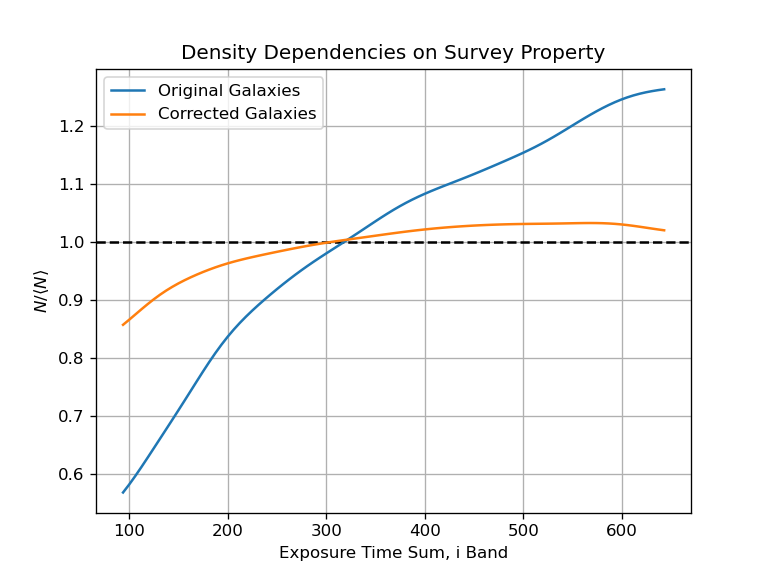 Density Dependencies on Survey Property
Original Galaxies
Corrected Galaxies
1.2
1.1
1.0
0.9
0.8
0.7
0.6
N/⟨N⟩
100 200 300 400 500 600
Exposure Time Sum, i Band